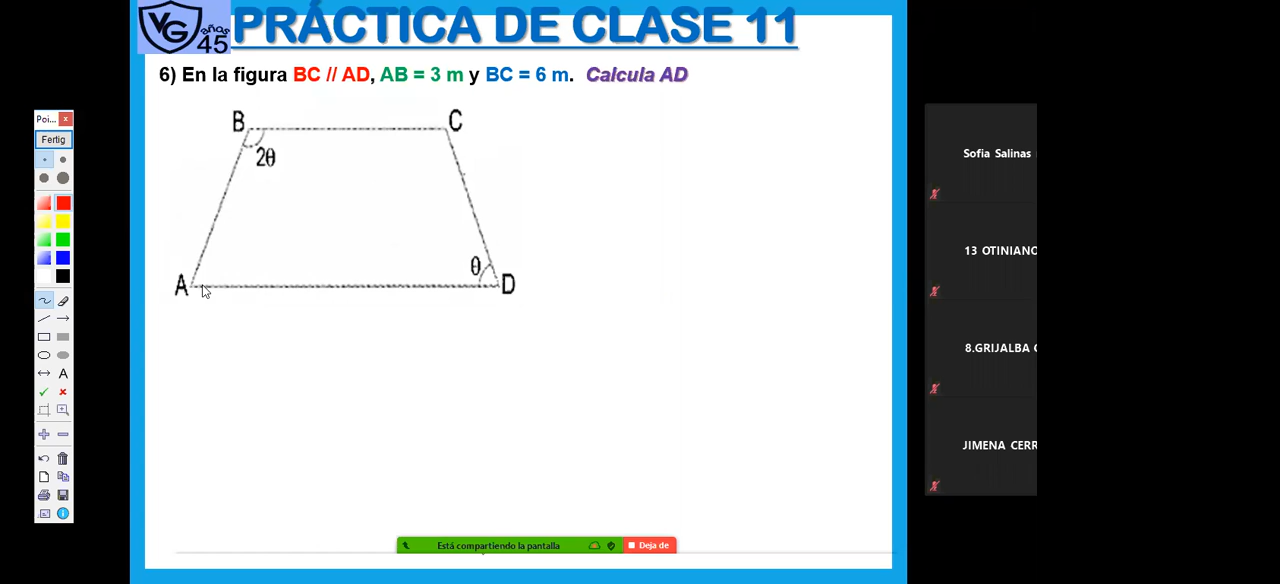 VG años 45
PRÁCTICA DE CLASE 11
6) En la figura BC // AD, AB = 3 m y BC = 6 m. Calcula AD
Poi... x
Fertig
B
C
2θ
θ
A
D
A
Sofia Salinas
13 OTINIANO
8.GRIJALBA
JIMENA CERR
Está compartiendo la pantalla
Deja de